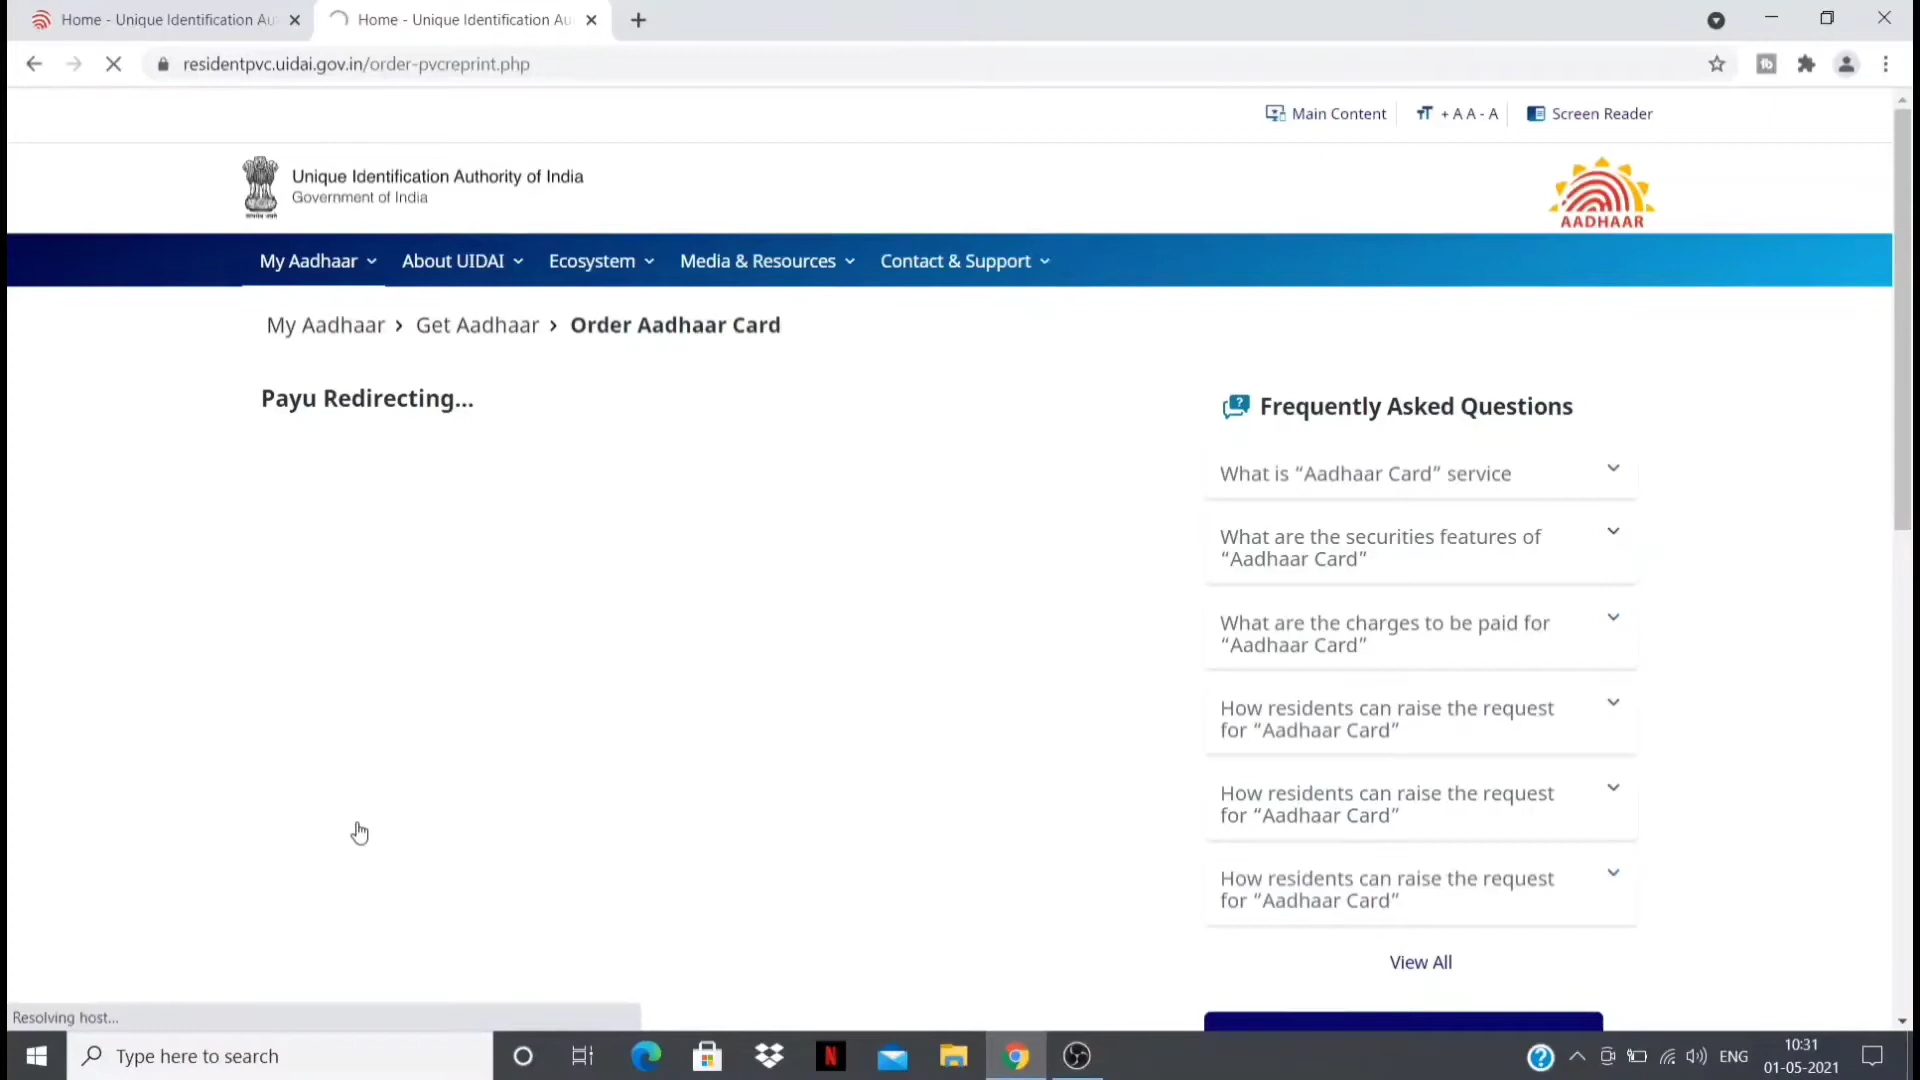 Home - Unique Identification Au
Home - Unique Identification Au
residentpvc.uidai.gov.in/order-pvcreprint.php
Main Content
+ A A - A
Screen Reader
Unique Identification Authority of India
Government of India
AADHAAR
My Aadhaar
About UIDAI
Ecosystem
Media & Resources
Contact & Support
My Aadhaar › Get Aadhaar › Order Aadhaar Card
Payu Redirecting...
Frequently Asked Questions
What is “Aadhaar Card” service
What are the securities features of
“Aadhaar Card”
What are the charges to be paid for
“Aadhaar Card”
How residents can raise the request
for “Aadhaar Card”
How residents can raise the request
for “Aadhaar Card”
How residents can raise the request
for “Aadhaar Card”
View All
Resolving host...
Type here to search
ENG
10:31
01-05-2021